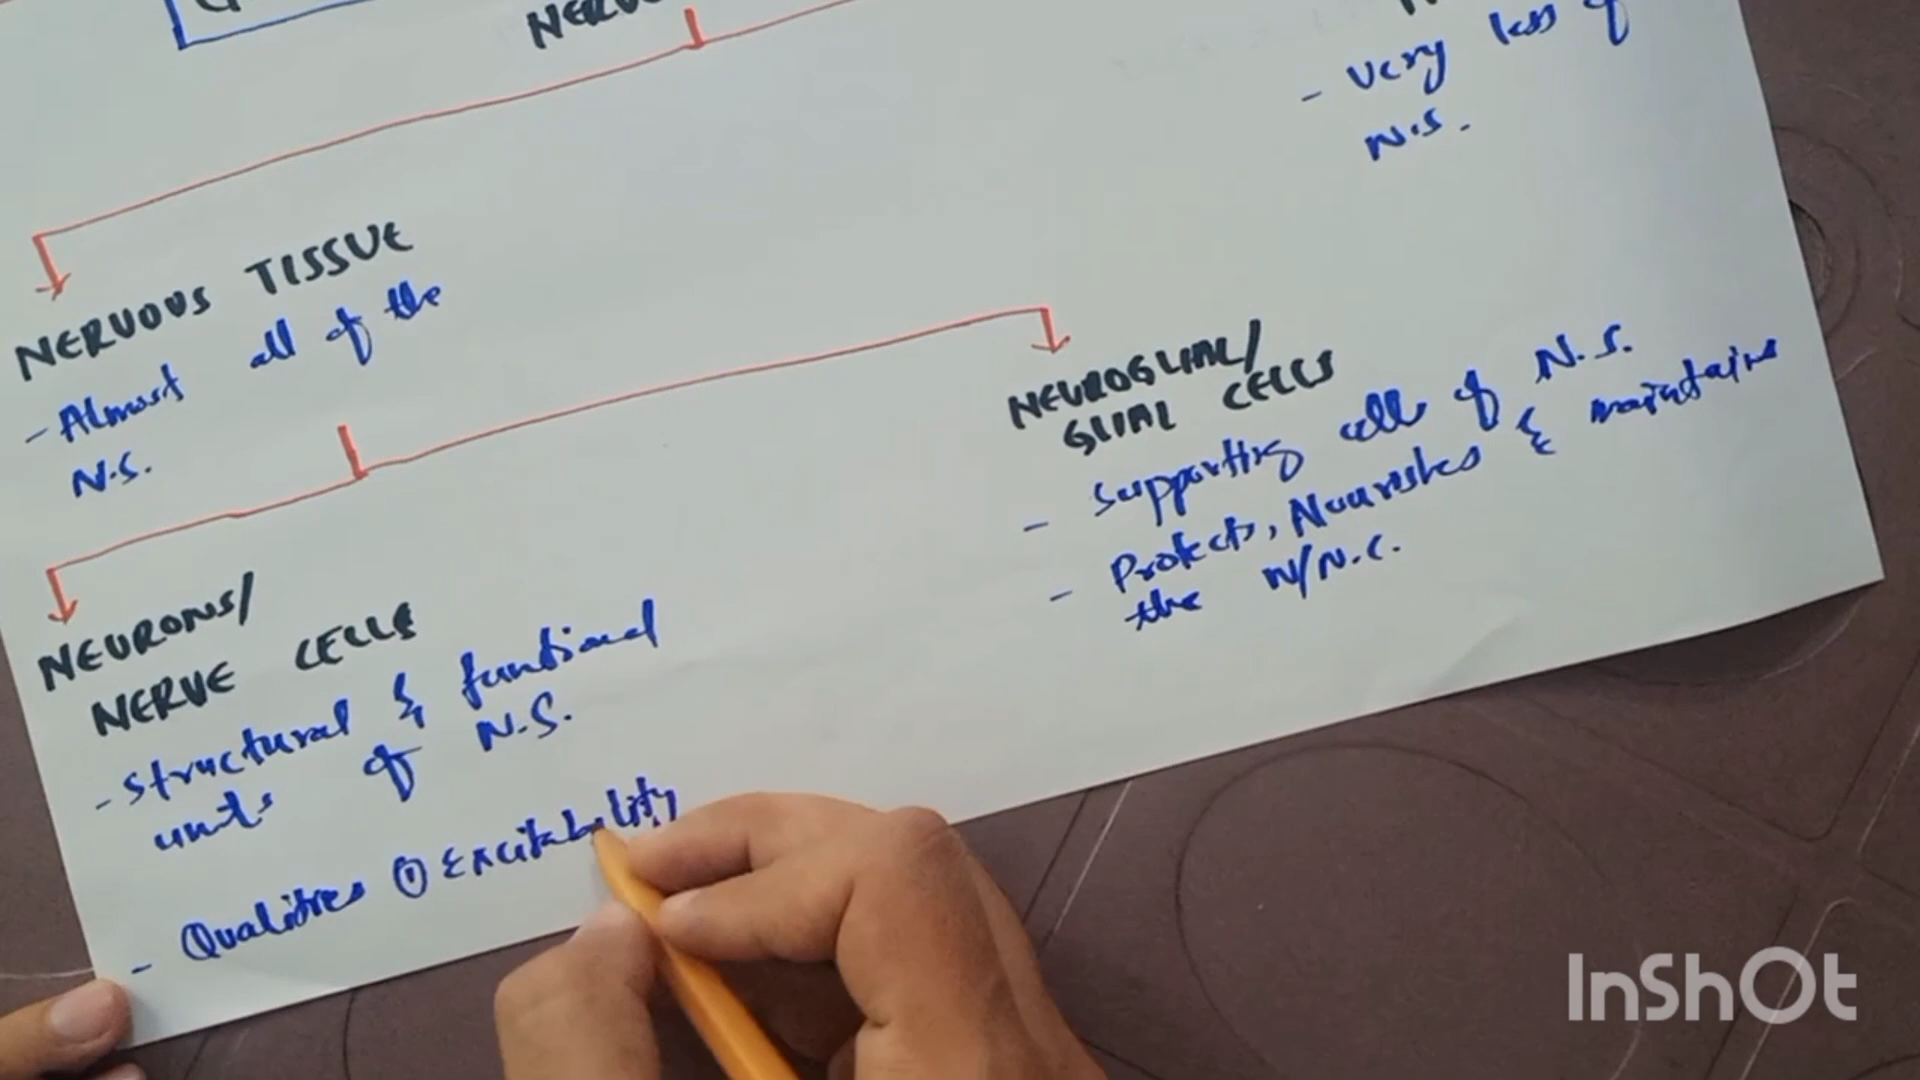 - Very less of
N.S.
NERVOUS TISSUE
- Almost all of the
N.S.
NEUROGLIAL/
GLIAL CELLS
- Supporting cells of N.S.
- Protects, Nourishes & maintains
the N/N.C.
NEURONS/
NERVE CELLS
- Structural & functional
units of N.S.
- Qualities ① Excitability
InShOt